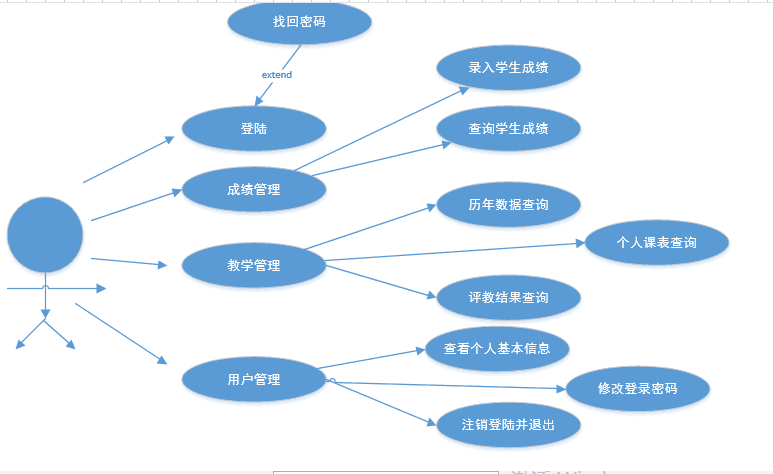 找回密码
extend
录入学生成绩
登陆
查询学生成绩
成绩管理
历年数据查询
个人课表查询
教学管理
评教结果查询
查看个人基本信息
用户管理
修改登录密码
注销登陆并退出